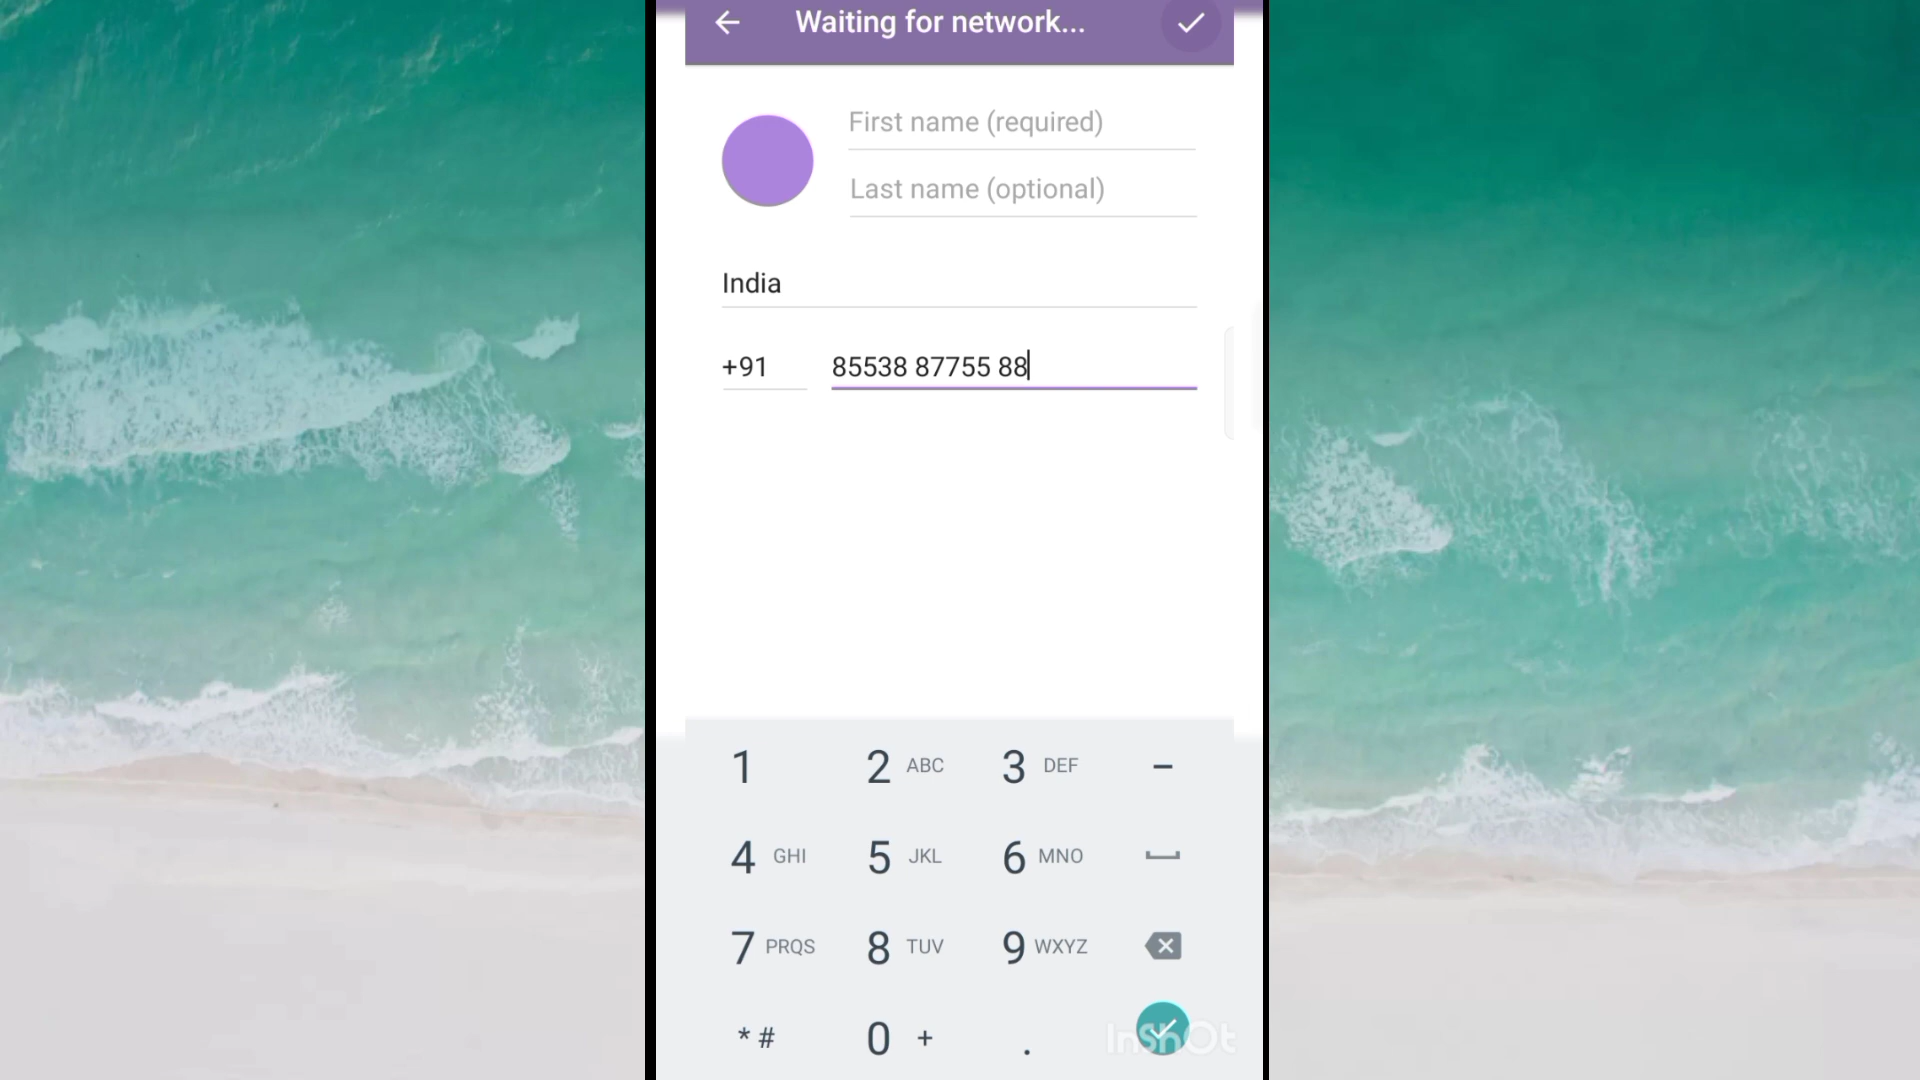 Waiting for network...
First name (required)
Last name (optional)
India
+91 85538 87755 88
1 2 ABC 3 DEF -
4 GHI 5 JKL 6 MNO
7 PRQS 8 TUV 9 WXYZ
* # 0 + .
InShOt